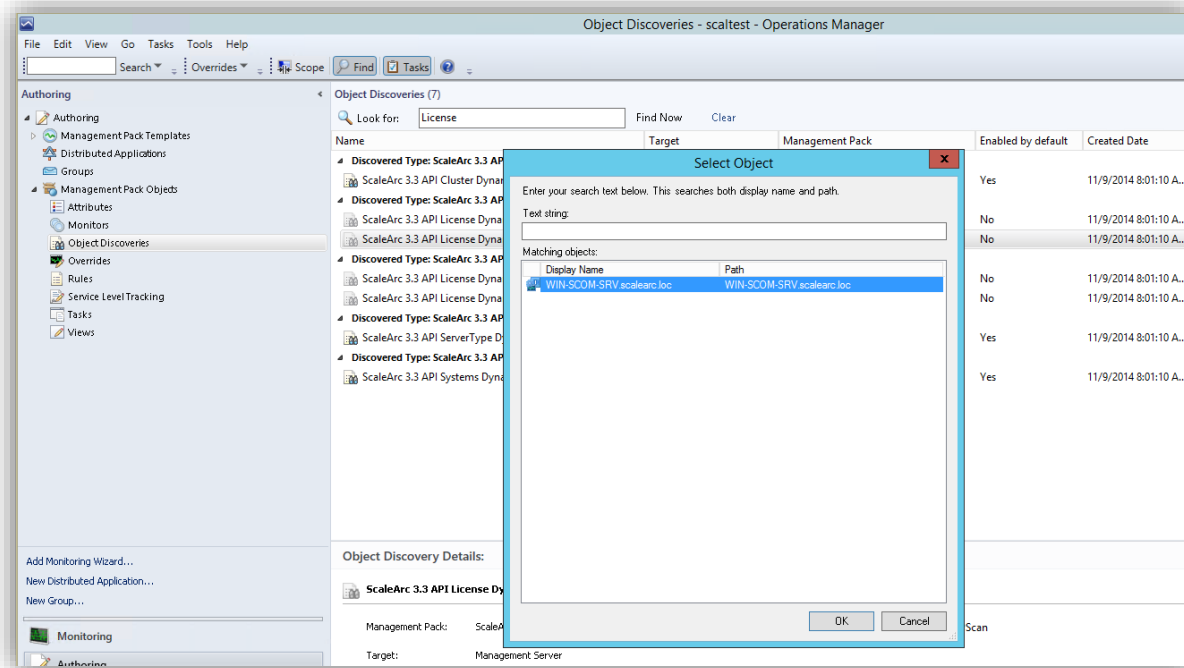 Object Discoveries - scaltest - Operations Manager
File Edit View Go Tasks Tools Help
Search Overrides Scope Find Tasks
Authoring
Authoring
Management Pack Templates
Distributed Applications
Groups
Management Pack Objects
Attributes
Monitors
Object Discoveries
Overrides
Rules
Service Level Tracking
Tasks
Views
Add Monitoring Wizard...
New Distributed Application...
New Group...
Monitoring
Authoring
Object Discoveries (7)
Look for: License Find Now Clear
Name Target Management Pack Enabled by default Created Date
Discovered Type: ScaleArc 3.3 AP
ScaleArc 3.3 API Cluster Dynar Yes 11/9/2014 8:01:10 A..
Discovered Type: ScaleArc 3.3 AP
ScaleArc 3.3 API License Dyna No 11/9/2014 8:01:10 A..
ScaleArc 3.3 API License Dyna No 11/9/2014 8:01:10 A..
Discovered Type: ScaleArc 3.3 AP
ScaleArc 3.3 API License Dyna No 11/9/2014 8:01:10 A..
ScaleArc 3.3 API License Dyna No 11/9/2014 8:01:10 A..
Discovered Type: ScaleArc 3.3 AP
ScaleArc 3.3 API ServerType D Yes 11/9/2014 8:01:10 A..
Discovered Type: ScaleArc 3.3 AP
ScaleArc 3.3 API Systems Dyna Yes 11/9/2014 8:01:10 A..
Select Object
x
Enter your search text below. This searches both display name and path.
Text string:
Matching objects:
Display Name Path
WIN-SCOM-SRV.scalearc.loc WIN-SCOM-SRV.scalearc.loc
OK Cancel
Object Discovery Details:
ScaleArc 3.3 API License Dy
Management Pack: ScaleA Scan
Target: Management Server